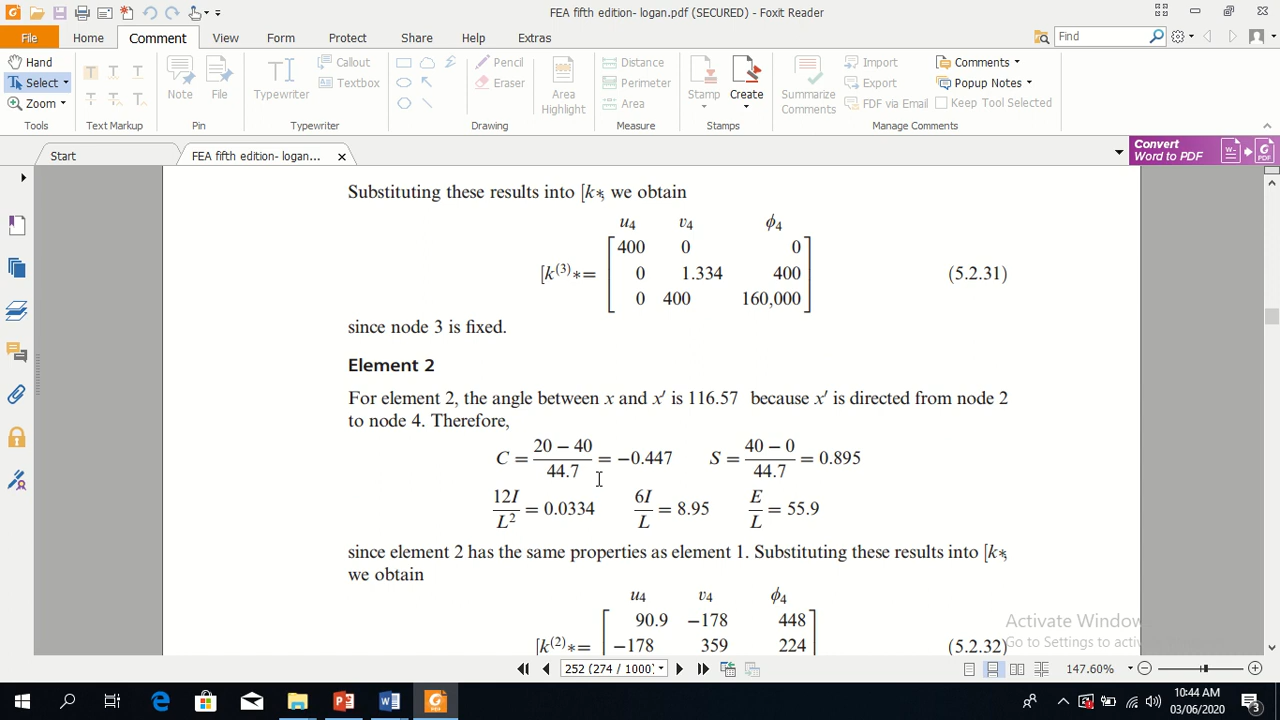 FEA fifth edition- logan.pdf (SECURED) - Foxit Reader
File Home Comment View Form Protect Share Help Extras Find
Hand Callout Pencil Distance Import Comments
Select Textbox Eraser Perimeter Export Popup Notes
Zoom Note File Typewriter Area Highlight Area Stamp Create Summarize Comments FDF via Email Keep Tool Selected
Tools Text Markup Pin Typewriter Drawing Measure Stamps Manage Comments
Start FEA fifth edition- logan... Convert Word to PDF
Substituting these results into [k*, we obtain
u4 v4 ϕ4
400 0 0
[k(3)*= 0 1.334 400 (5.2.31)
0 400 160,000
since node 3 is fixed.
Element 2
For element 2, the angle between x and x′ is 116.57 because x′ is directed from node 2
to node 4. Therefore,
C = 20 − 40 / 44.7 = −0.447 S = 40 − 0 / 44.7 = 0.895
12I / L² = 0.0334 6I / L = 8.95 E / L = 55.9
since element 2 has the same properties as element 1. Substituting these results into [k*,
we obtain
u4 v4 ϕ4
90.9 −178 448
[k(2)*= −178 359 224 (5.2.32)
Activate Window
Go to Settings to activ
252 (274 / 1000) 147.60%
10:44 AM
03/06/2020
3